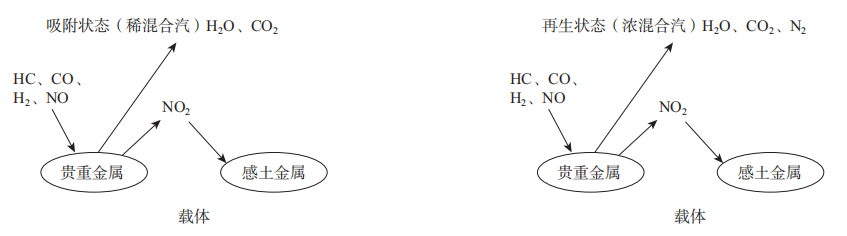 吸附状态（稀混合汽）H₂O、CO₂
HC、CO、
H₂、NO
NO₂
贵重金属
感土金属
载体
再生状态（浓混合汽）H₂O、CO₂、N₂
HC、CO、
H₂、NO
NO₂
贵重金属
感土金属
载体